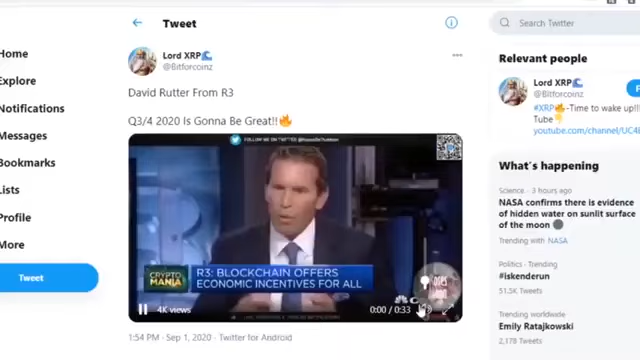 Home
Explore
Notifications
Messages
Bookmarks
Lists
Profile
More
Tweet
Tweet
Lord XRP
@Bitforcoinz
David Rutter From R3
Q3/4 2020 Is Gonna Be Great!!🔥
CRYPTO
MANIA
R3: BLOCKCHAIN OFFERS
ECONOMIC INCENTIVES FOR ALL
4K views
0:00 / 0:33
1:54 PM · Sep 1, 2020 · Twitter for Android
Search Twitter
Relevant people
Lord XRP
@Bitforcoinz
#XRP🔥-Time to wake up!!
Tube
youtube.com/channel/UC4
What's happening
Science · 3 hours ago
NASA confirms there is evidence
of hidden water on sunlit surface
of the moon
Trending with NASA
Politics · Trending
#iskenderun
51.5K Tweets
Trending worldwide
Emily Ratajkowski
2,178 Tweets